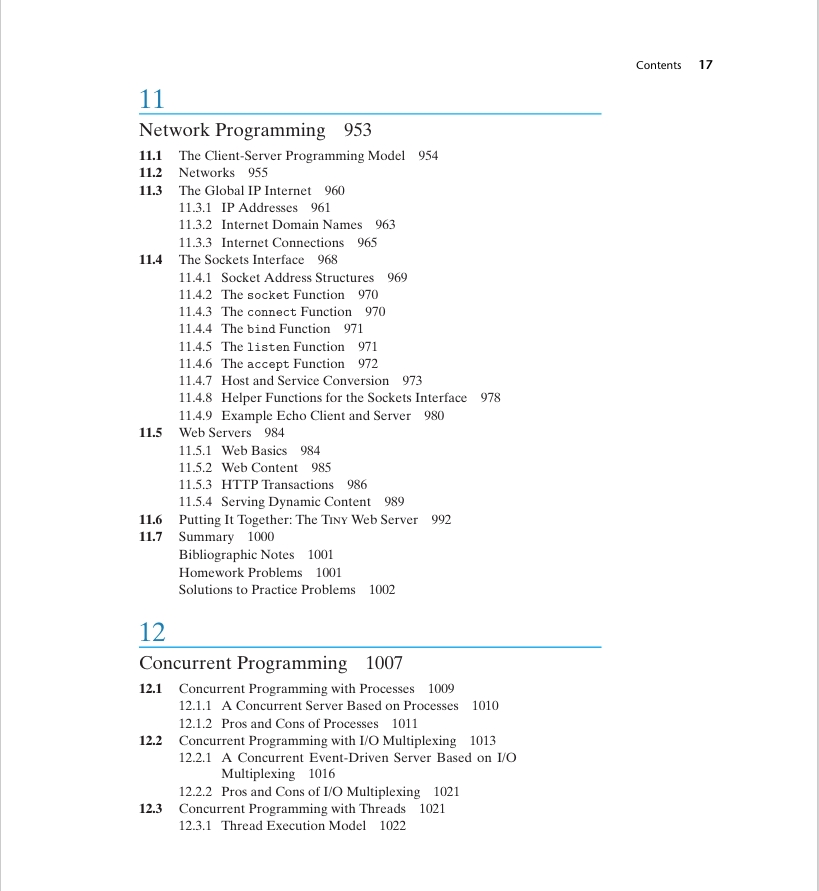 Contents 17
11
Network Programming 953
11.1 The Client-Server Programming Model 954
11.2 Networks 955
11.3 The Global IP Internet 960
11.3.1 IP Addresses 961
11.3.2 Internet Domain Names 963
11.3.3 Internet Connections 965
11.4 The Sockets Interface 968
11.4.1 Socket Address Structures 969
11.4.2 The socket Function 970
11.4.3 The connect Function 970
11.4.4 The bind Function 971
11.4.5 The listen Function 971
11.4.6 The accept Function 972
11.4.7 Host and Service Conversion 973
11.4.8 Helper Functions for the Sockets Interface 978
11.4.9 Example Echo Client and Server 980
11.5 Web Servers 984
11.5.1 Web Basics 984
11.5.2 Web Content 985
11.5.3 HTTP Transactions 986
11.5.4 Serving Dynamic Content 989
11.6 Putting It Together: The TINY Web Server 992
11.7 Summary 1000
Bibliographic Notes 1001
Homework Problems 1001
Solutions to Practice Problems 1002
12
Concurrent Programming 1007
12.1 Concurrent Programming with Processes 1009
12.1.1 A Concurrent Server Based on Processes 1010
12.1.2 Pros and Cons of Processes 1011
12.2 Concurrent Programming with I/O Multiplexing 1013
12.2.1 A Concurrent Event-Driven Server Based on I/O
Multiplexing 1016
12.2.2 Pros and Cons of I/O Multiplexing 1021
12.3 Concurrent Programming with Threads 1021
12.3.1 Thread Execution Model 1022